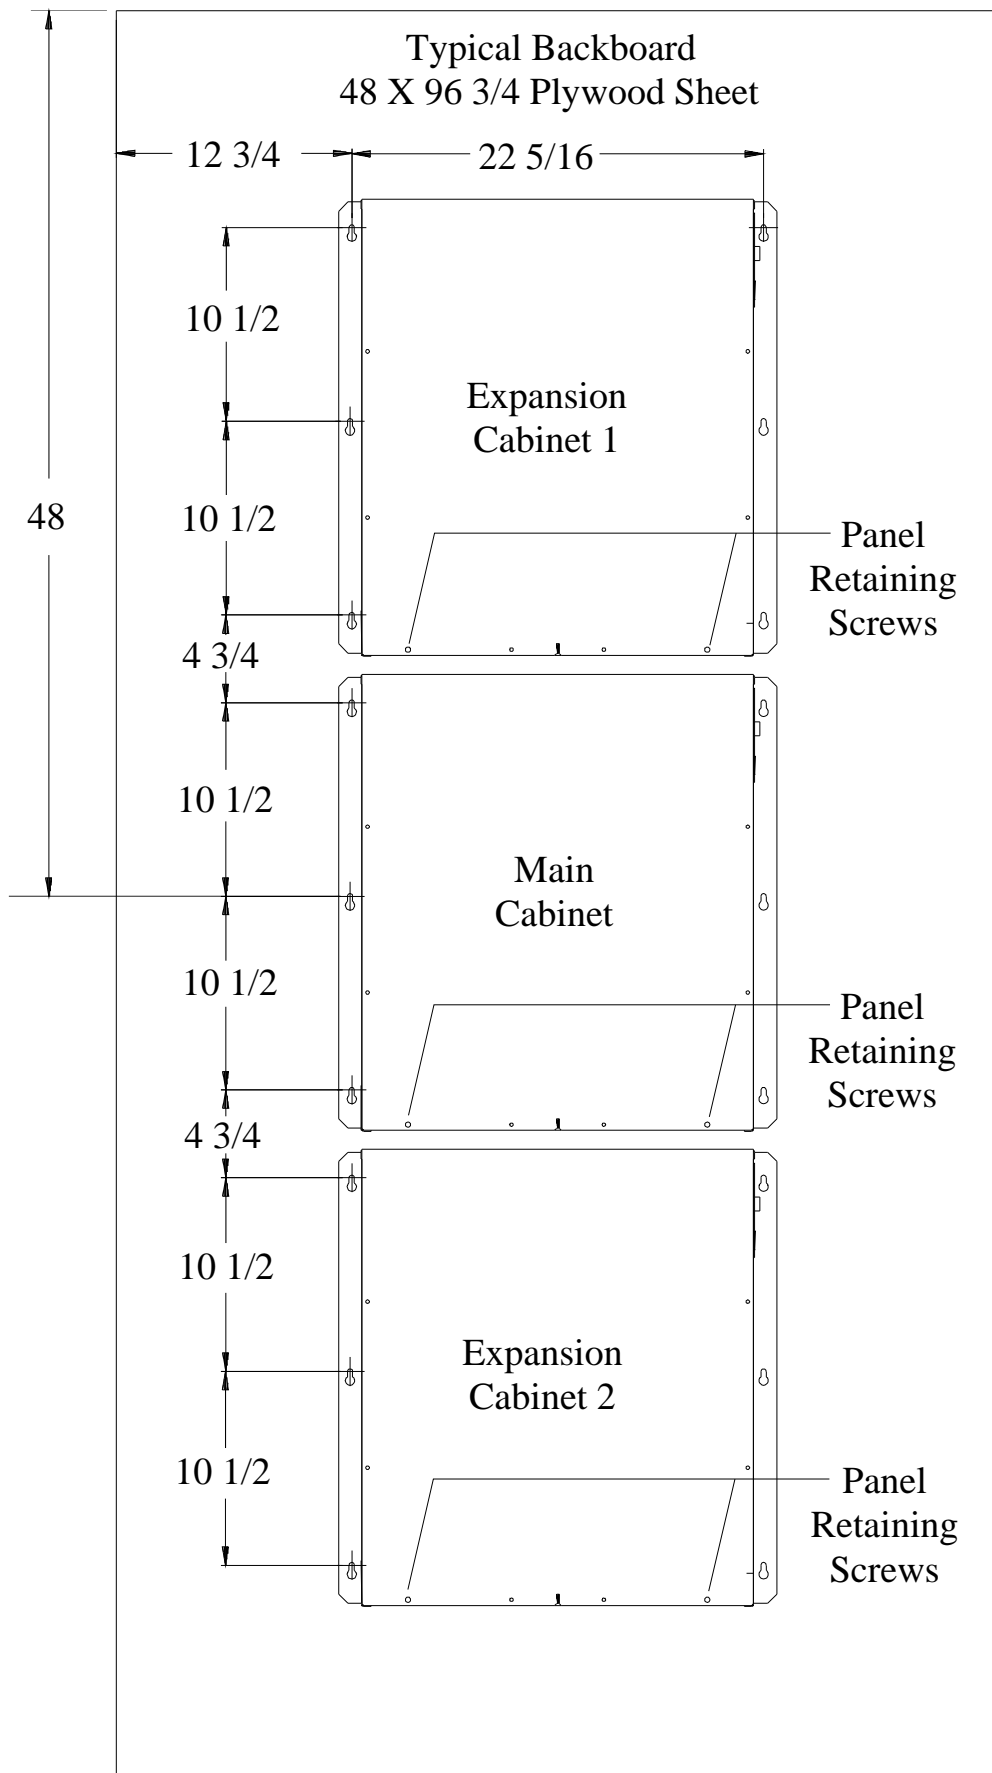 Typical Backboard
48 X 96 3/4 Plywood Sheet
12 3/4
22 5/16
10 1/2
Expansion
Cabinet 1
48
10 1/2
Panel
Retaining
Screws
4 3/4
10 1/2
Main
Cabinet
10 1/2
Panel
Retaining
Screws
4 3/4
10 1/2
Expansion
Cabinet 2
10 1/2
Panel
Retaining
Screws